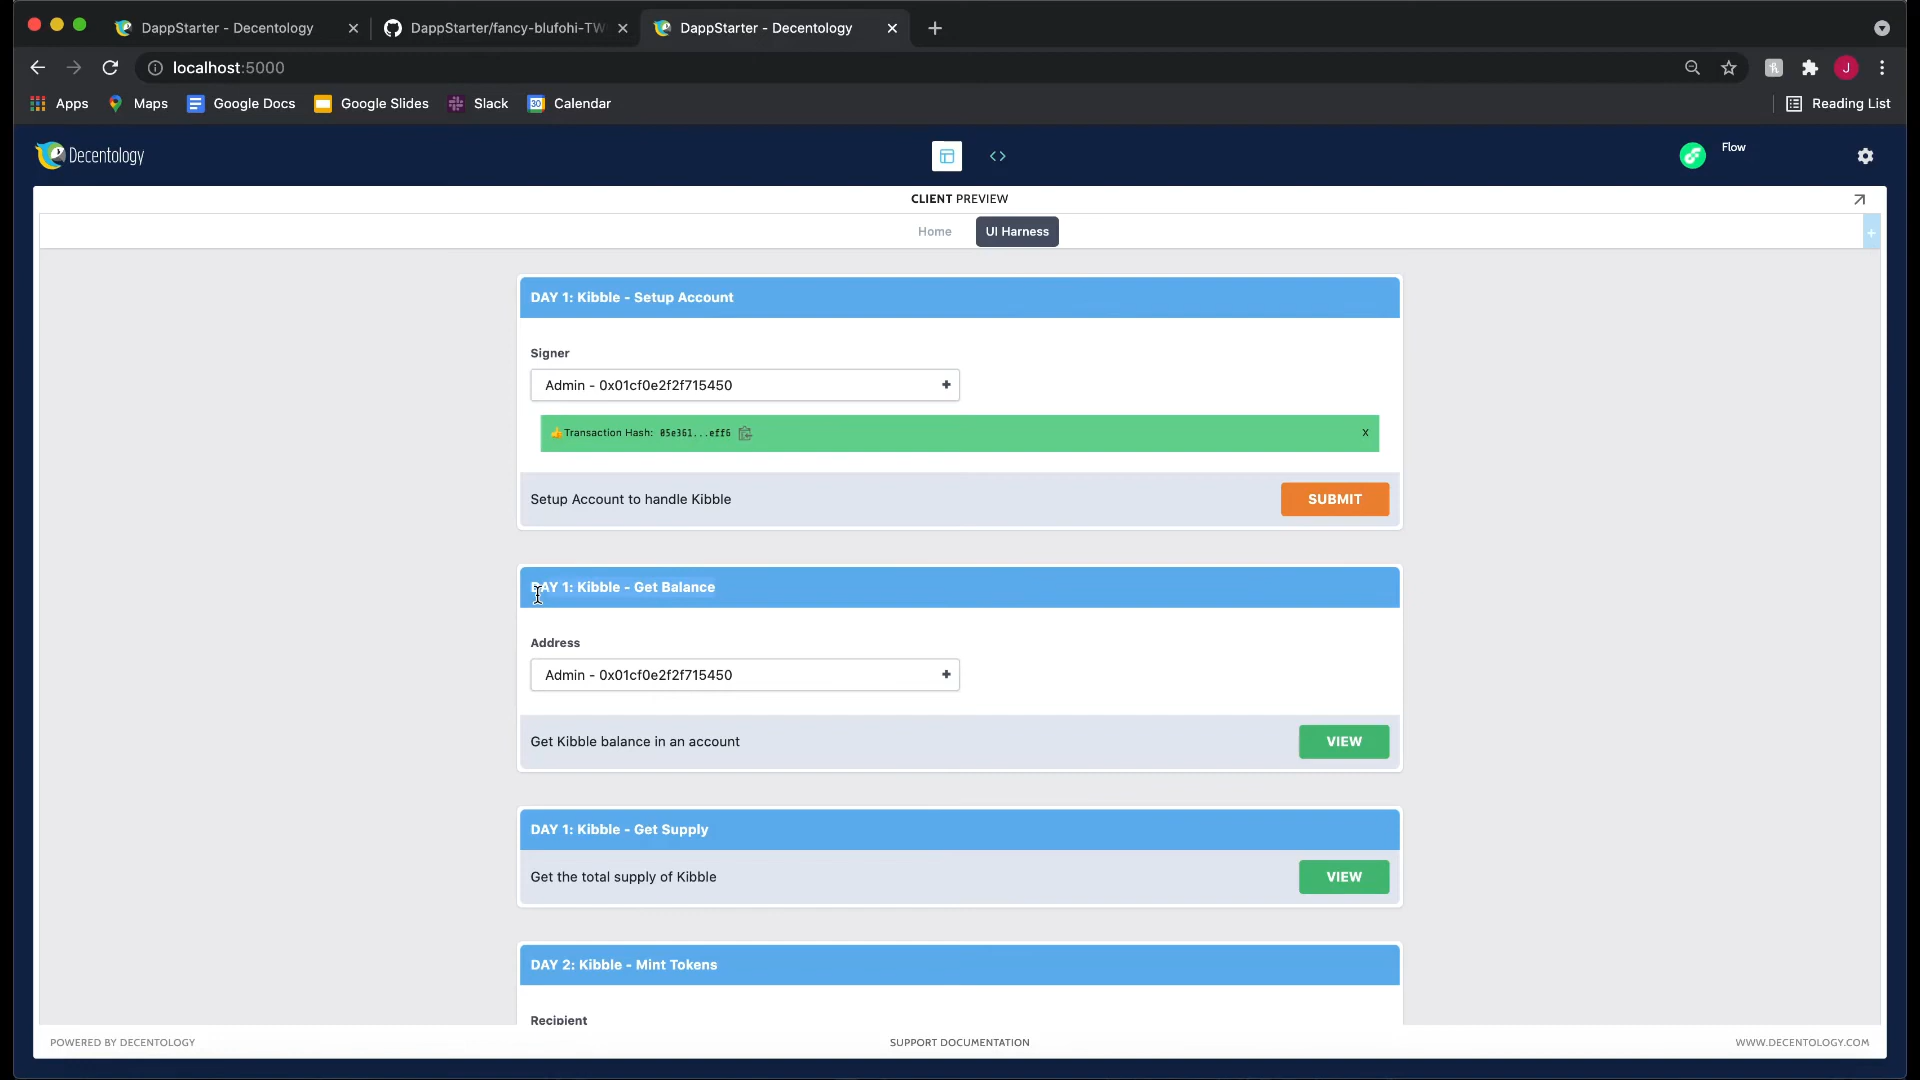 DappStarter - Decentology
DappStarter/fancy-blufohi-TW
DappStarter - Decentology
localhost:5000
J
Apps
Maps
Google Docs
Google Slides
Slack
30
Calendar
Reading List
Decentology
<>
Flow
CLIENT PREVIEW
Home
UI Harness
+
DAY 1: Kibble - Setup Account
Signer
Admin - 0x01cf0e2f2f715450
👍Transaction Hash: 05e361...eff6
X
Setup Account to handle Kibble
SUBMIT
DAY 1: Kibble - Get Balance
Address
Admin - 0x01cf0e2f2f715450
Get Kibble balance in an account
VIEW
DAY 1: Kibble - Get Supply
Get the total supply of Kibble
VIEW
DAY 2: Kibble - Mint Tokens
Recipient
POWERED BY DECENTOLOGY
SUPPORT DOCUMENTATION
WWW.DECENTOLOGY.COM